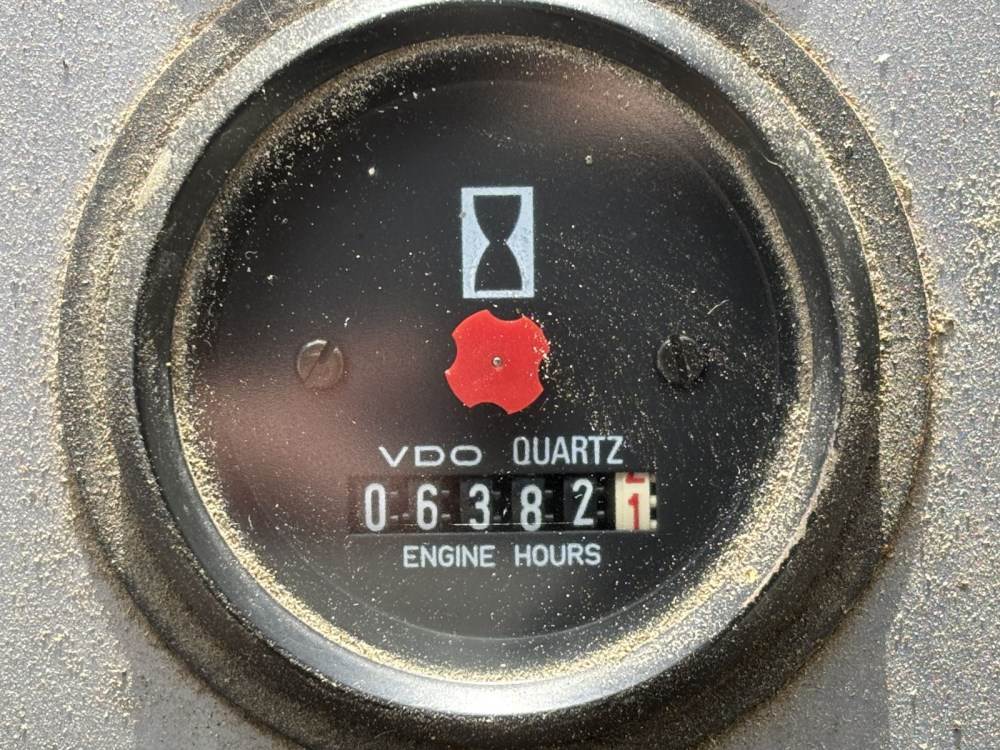 VDO QUARTZ
063821
ENGINE HOURS